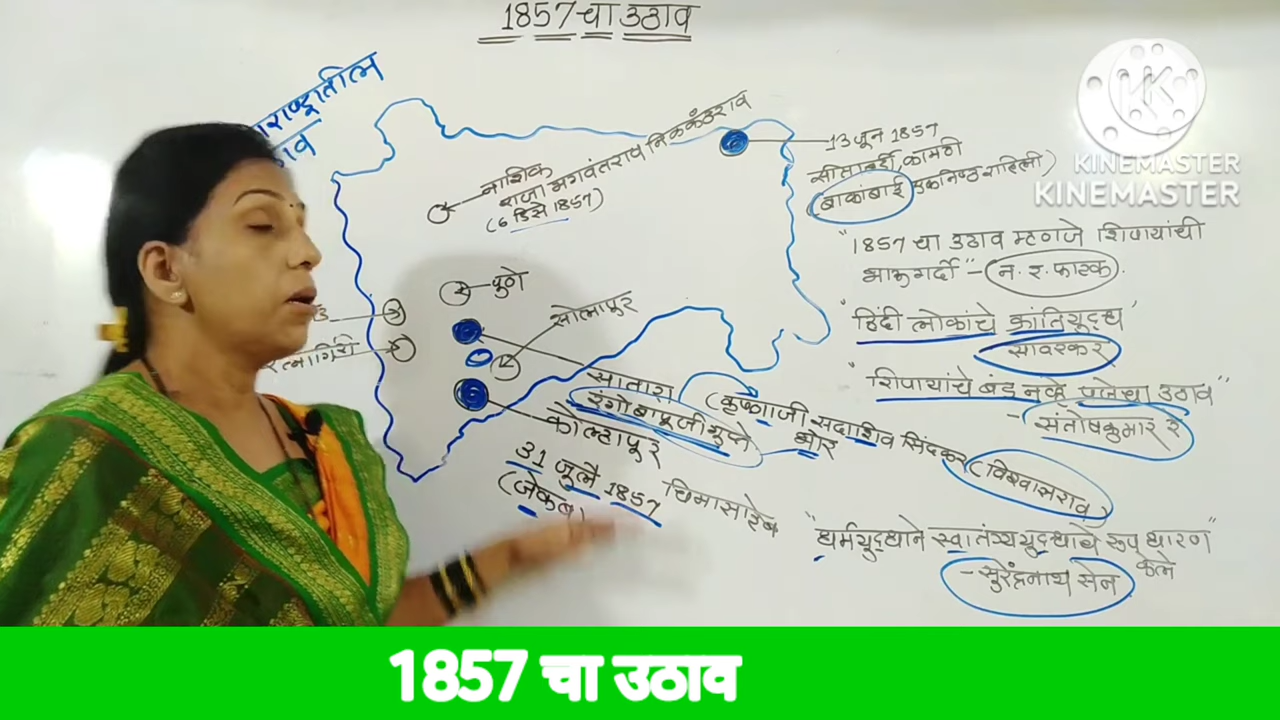 1857 चा उठाव
राष्ट्रातील
नाशिक
राजा भगवंतराव निळकंठराव
(6 डिसे 1857)
13 जून 1857
सीताबर्डी, कामठी
(बाकांबाई एकनिष्ठ राहिली)
"1857 चा उठाव म्हणजे शिपायांची
भाऊगर्दी" - न. र. फाटक).
"हिंदी लोकांचे क्रांतियुद्ध"
सावरकर
"शिपायांचे बंड नव्हे प्रजेचा उठाव"
- संतोषकुमार रे
पुणे
सोलापूर
रत्नागिरी
सातारा
रंगो बापूजी गुप्ते
(कृष्णाजी सदाशिव सिंदकर (विश्वासराव)
भोर
कोल्हापूर
31 जूलै 1857
चिमासाहेब
(जेकब)
"धर्मयुद्धाने स्वातंत्र्ययुद्धाचे रूप धारण
केले"
- सुरेंद्रनाथ सेन
KINEMASTER
KINEMASTER
1857 चा उठाव